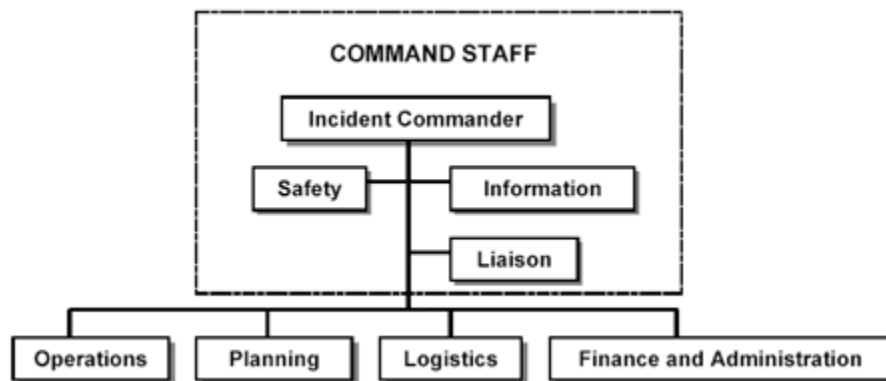 COMMAND STAFF
Incident Commander
Safety
Information
Liaison
Operations
Planning
Logistics
Finance and Administration